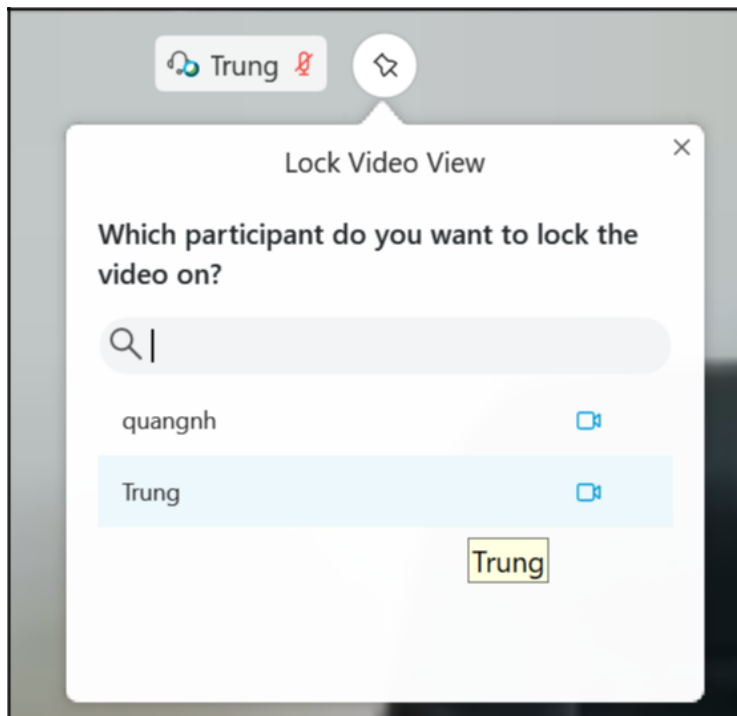 Trung
Lock Video View
Which participant do you want to lock the
video on?
quangnh
Trung
Trung